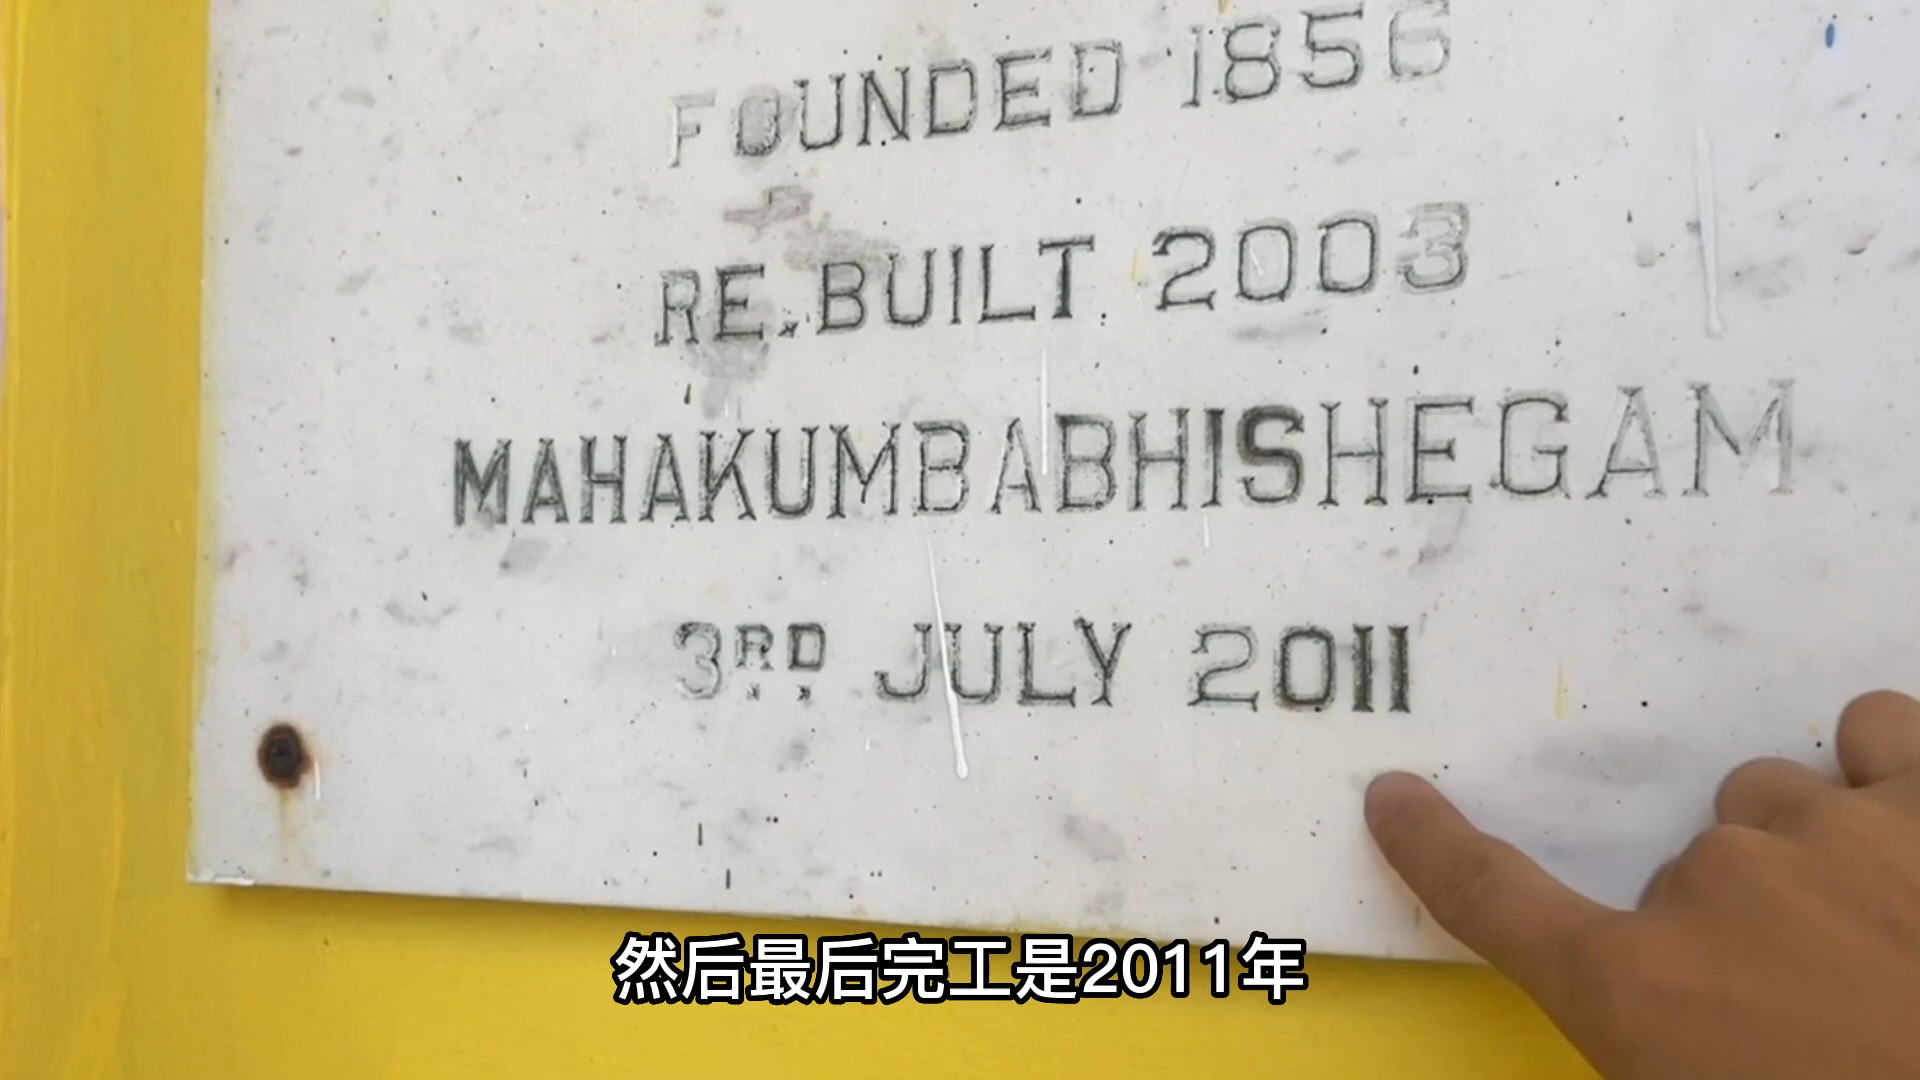 FOUNDED 1856
RE.BUILT. 2003
MAHAKUMBABHISHEGAM
3RD JULY 2011
然后最后完工是2011年